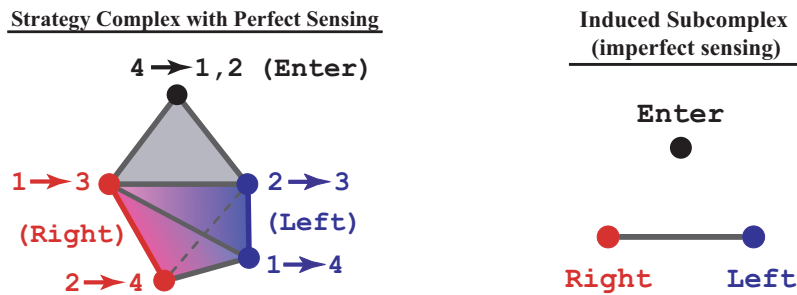 Strategy Complex with Perfect Sensing
4 → 1,2 (Enter)
1 → 3
2 → 3
(Right)
(Left)
2 → 4
1 → 4
Induced Subcomplex
(imperfect sensing)
Enter
Right
Left